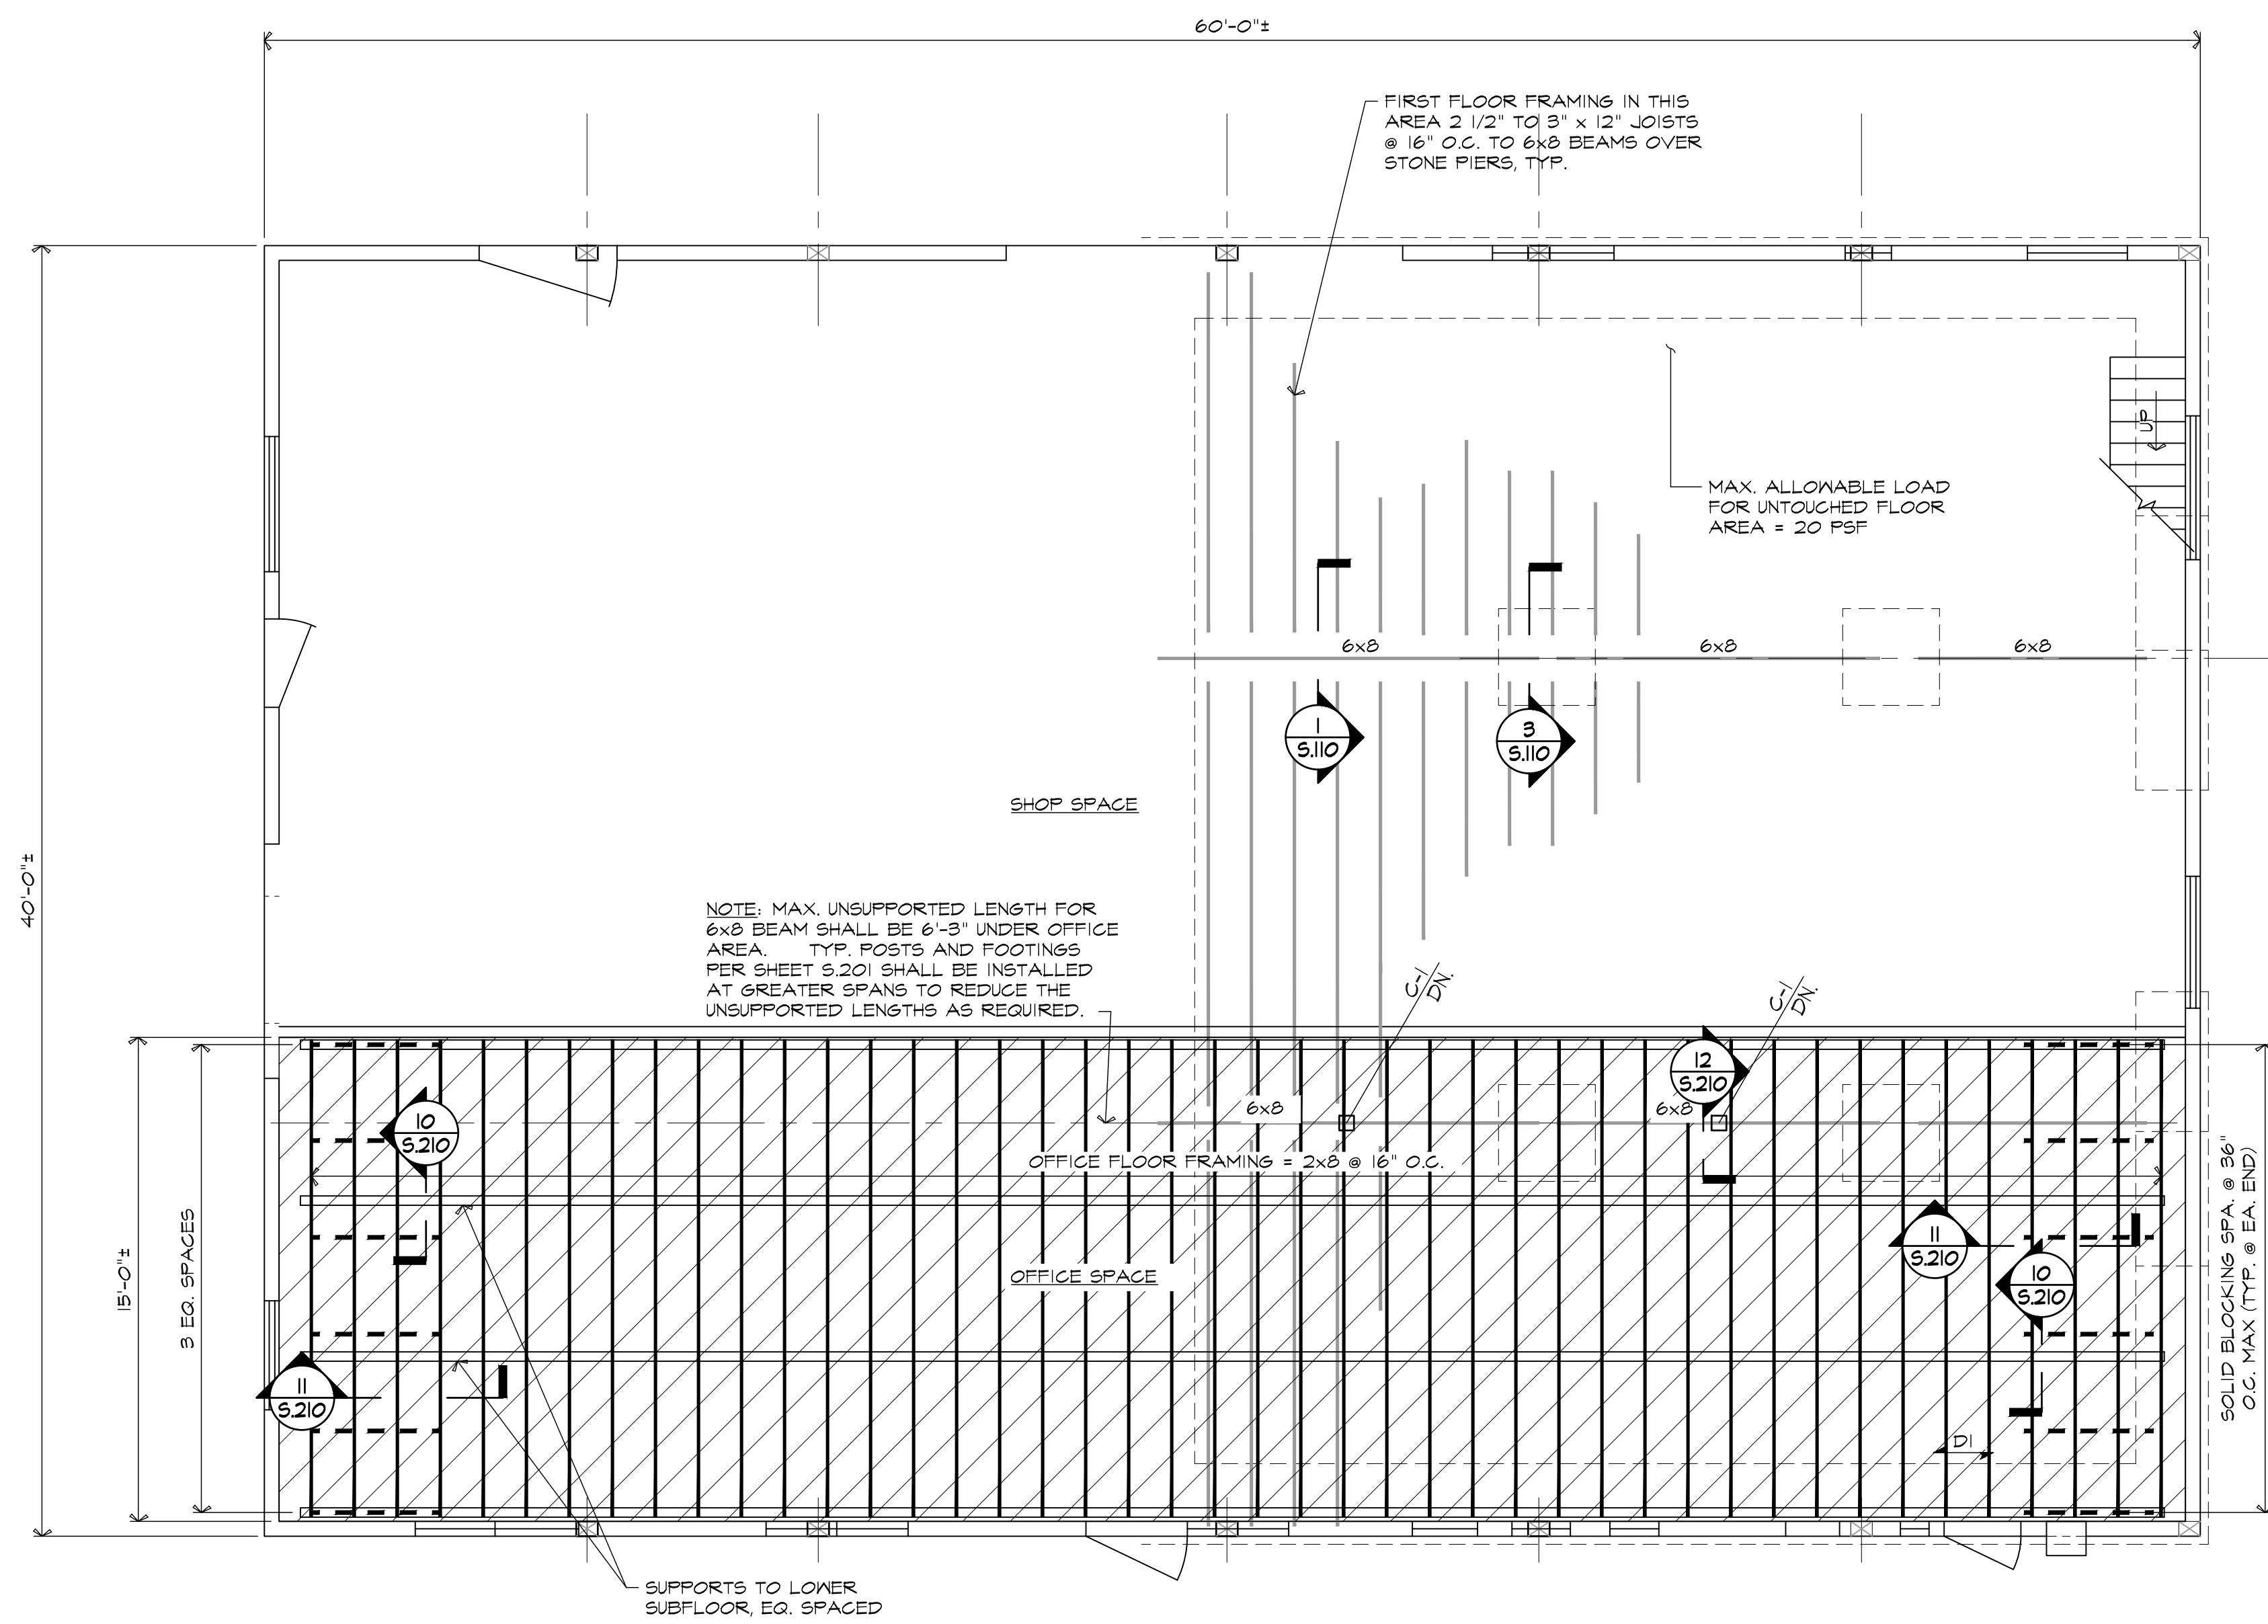 60'-0"±
FIRST FLOOR FRAMING IN THIS
AREA 2 1/2" TO 3" x 12" JOISTS
@ 16" O.C. TO 6x8 BEAMS OVER
STONE PIERS, TYP.
UP
MAX. ALLOWABLE LOAD
FOR UNTOUCHED FLOOR
AREA = 20 PSF
6x8
6x8
6x8
1
S.110
3
S.110
SHOP SPACE
40'-0"±
NOTE: MAX. UNSUPPORTED LENGTH FOR
6x8 BEAM SHALL BE 6'-3" UNDER OFFICE
AREA. TYP. POSTS AND FOOTINGS
PER SHEET S.201 SHALL BE INSTALLED
AT GREATER SPANS TO REDUCE THE
UNSUPPORTED LENGTHS AS REQUIRED.
C-1
DN.
C-1
DN.
12
S.210
10
S.210
6x8
6x8
OFFICE FLOOR FRAMING = 2x8 @ 16" O.C.
15'-0"±
3 EQ. SPACES
OFFICE SPACE
11
S.210
10
S.210
SOLID BLOCKING SPA. @ 36"
O.C. MAX (TYP. @ EA. END)
11
S.210
D1
SUPPORTS TO LOWER
SUBFLOOR, EQ. SPACED